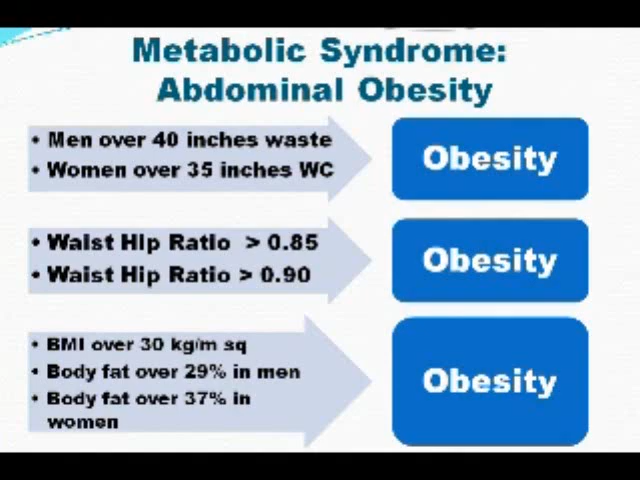 Metabolic Syndrome:
Abdominal Obesity
• Men over 40 inches waste
• Women over 35 inches WC
Obesity
• Waist Hip Ratio > 0.85
• Waist Hip Ratio > 0.90
Obesity
• BMI over 30 kg/m sq
• Body fat over 29% in men
• Body fat over 37% in
women
Obesity